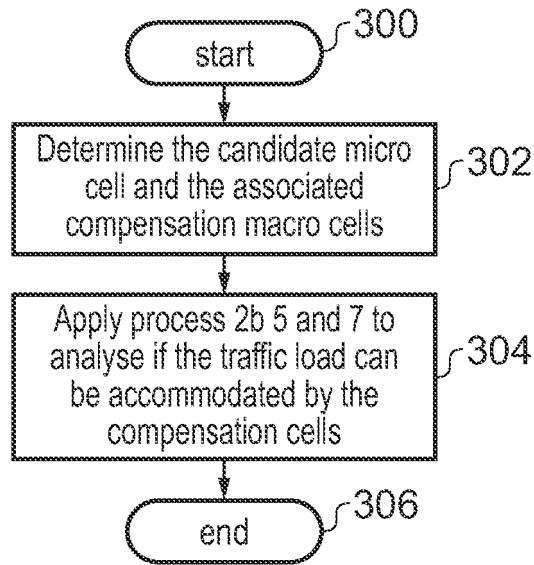 300
start
Determine the candidate micro
cell and the associated
compensation macro cells
302
Apply process 2b 5 and 7 to
analyse if the traffic load can
be accommodated by the
compensation cells
304
end
306